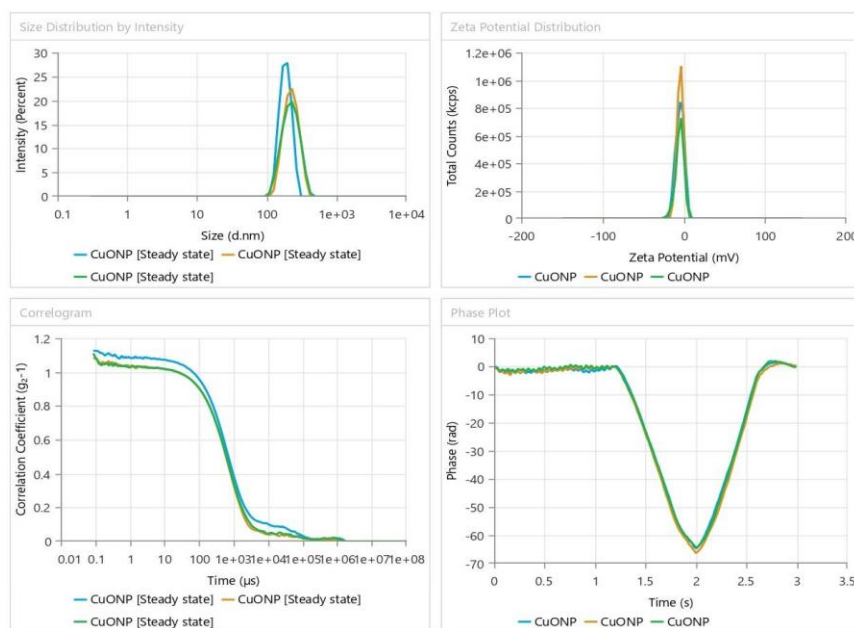 Size Distribution by Intensity
Intensity (Percent)
30
25
20
15
10
5
0
0.1 1 10 100 1e+03 1e+04
Size (d.nm)
CuONP [Steady state] CuONP [Steady state]
CuONP [Steady state]
Zeta Potential Distribution
Total Counts (kcps)
1.2e+06
1e+06
8e+05
6e+05
4e+05
2e+05
0
-200 -100 0 100 200
Zeta Potential (mV)
CuONP CuONP CuONP
Correlogram
Correlation Coefficient (g₂-1)
1.2
1
0.8
0.6
0.4
0.2
0
0.01 0.1 1 10 100 1e+031e+041e+051e+061e+071e+08
Time (µs)
CuONP [Steady state] CuONP [Steady state]
CuONP [Steady state]
Phase Plot
Phase (rad)
10
0
-10
-20
-30
-40
-50
-60
-70
0 0.5 1 1.5 2 2.5 3 3.5
Time (s)
CuONP CuONP CuONP